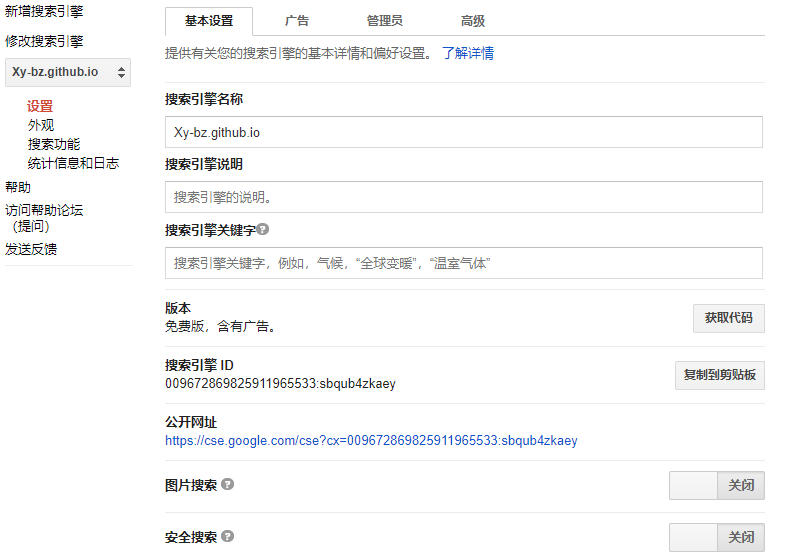 新增搜索引擎
修改搜索引擎
Xy-bz.github.io
设置
外观
搜索功能
统计信息和日志
帮助
访问帮助论坛
（提问）
发送反馈
基本设置 广告 管理员 高级
提供有关您的搜索引擎的基本详情和偏好设置。 了解详情
搜索引擎名称
Xy-bz.github.io
搜索引擎说明
搜索引擎的说明。
搜索引擎关键字?
搜索引擎关键字，例如，气候，“全球变暖”，“温室气体”
版本
免费版，含有广告。
获取代码
搜索引擎 ID
009672869825911965533:sbqub4zkaey
复制到剪贴板
公开网址
https://cse.google.com/cse?cx=009672869825911965533:sbqub4zkaey
图片搜索 ? 关闭
安全搜索 ? 关闭